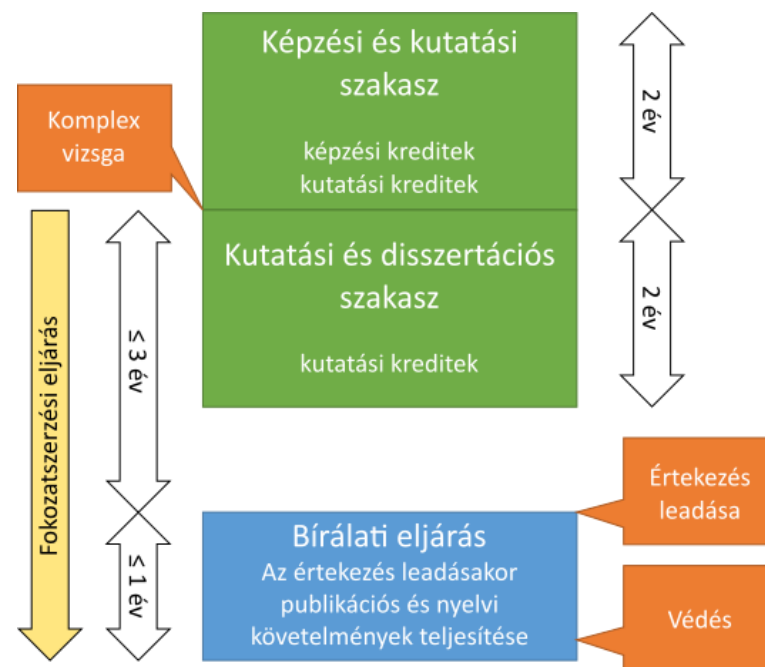 Képzési és kutatási
szakasz
képzési kreditek
kutatási kreditek
2 év
Komplex
vizsga
Kutatási és disszertációs
szakasz
kutatási kreditek
2 év
Fokozatszerzési eljárás
≤ 3 év
≤ 1 év
Értekezés
leadása
Bírálati eljárás
Az értekezés leadásakor
publikációs és nyelvi
követelmények teljesítése
Védés